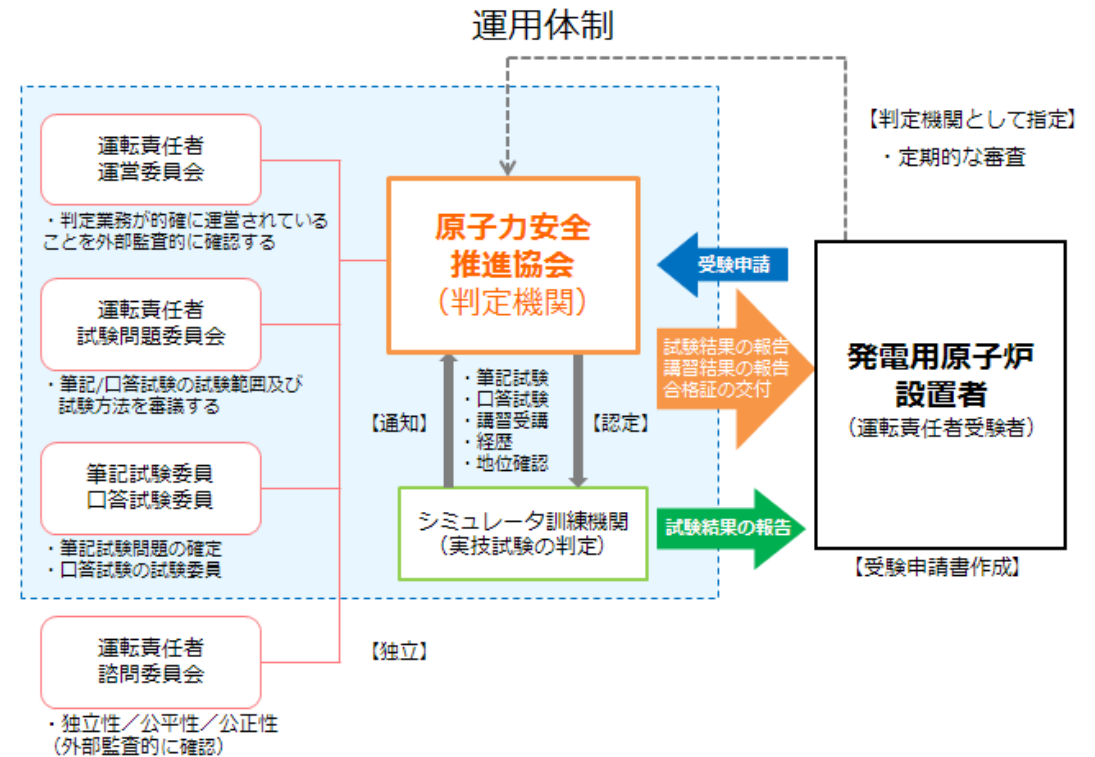 運用体制
【判定機関として指定】
・定期的な審査
運転責任者
運営委員会
・判定業務が的確に運営されている
ことを外部監査的に確認する
原子力安全
推進協会
（判定機関）
受験申請
運転責任者
試験問題委員会
・筆記/口答試験の試験範囲及び
試験方法を審議する
試験結果の報告
講習結果の報告
合格証の交付
発電用原子炉
設置者
（運転責任者受験者）
【通知】
・筆記試験
・口答試験
・講習受講
・経歴
・地位確認
【認定】
筆記試験委員
口答試験委員
・筆記試験問題の確定
・口答試験の試験委員
シミュレータ訓練機関
（実技試験の判定）
試験結果の報告
【受験申請書作成】
運転責任者
諮問委員会
【独立】
・独立性／公平性／公正性
（外部監査的に確認）